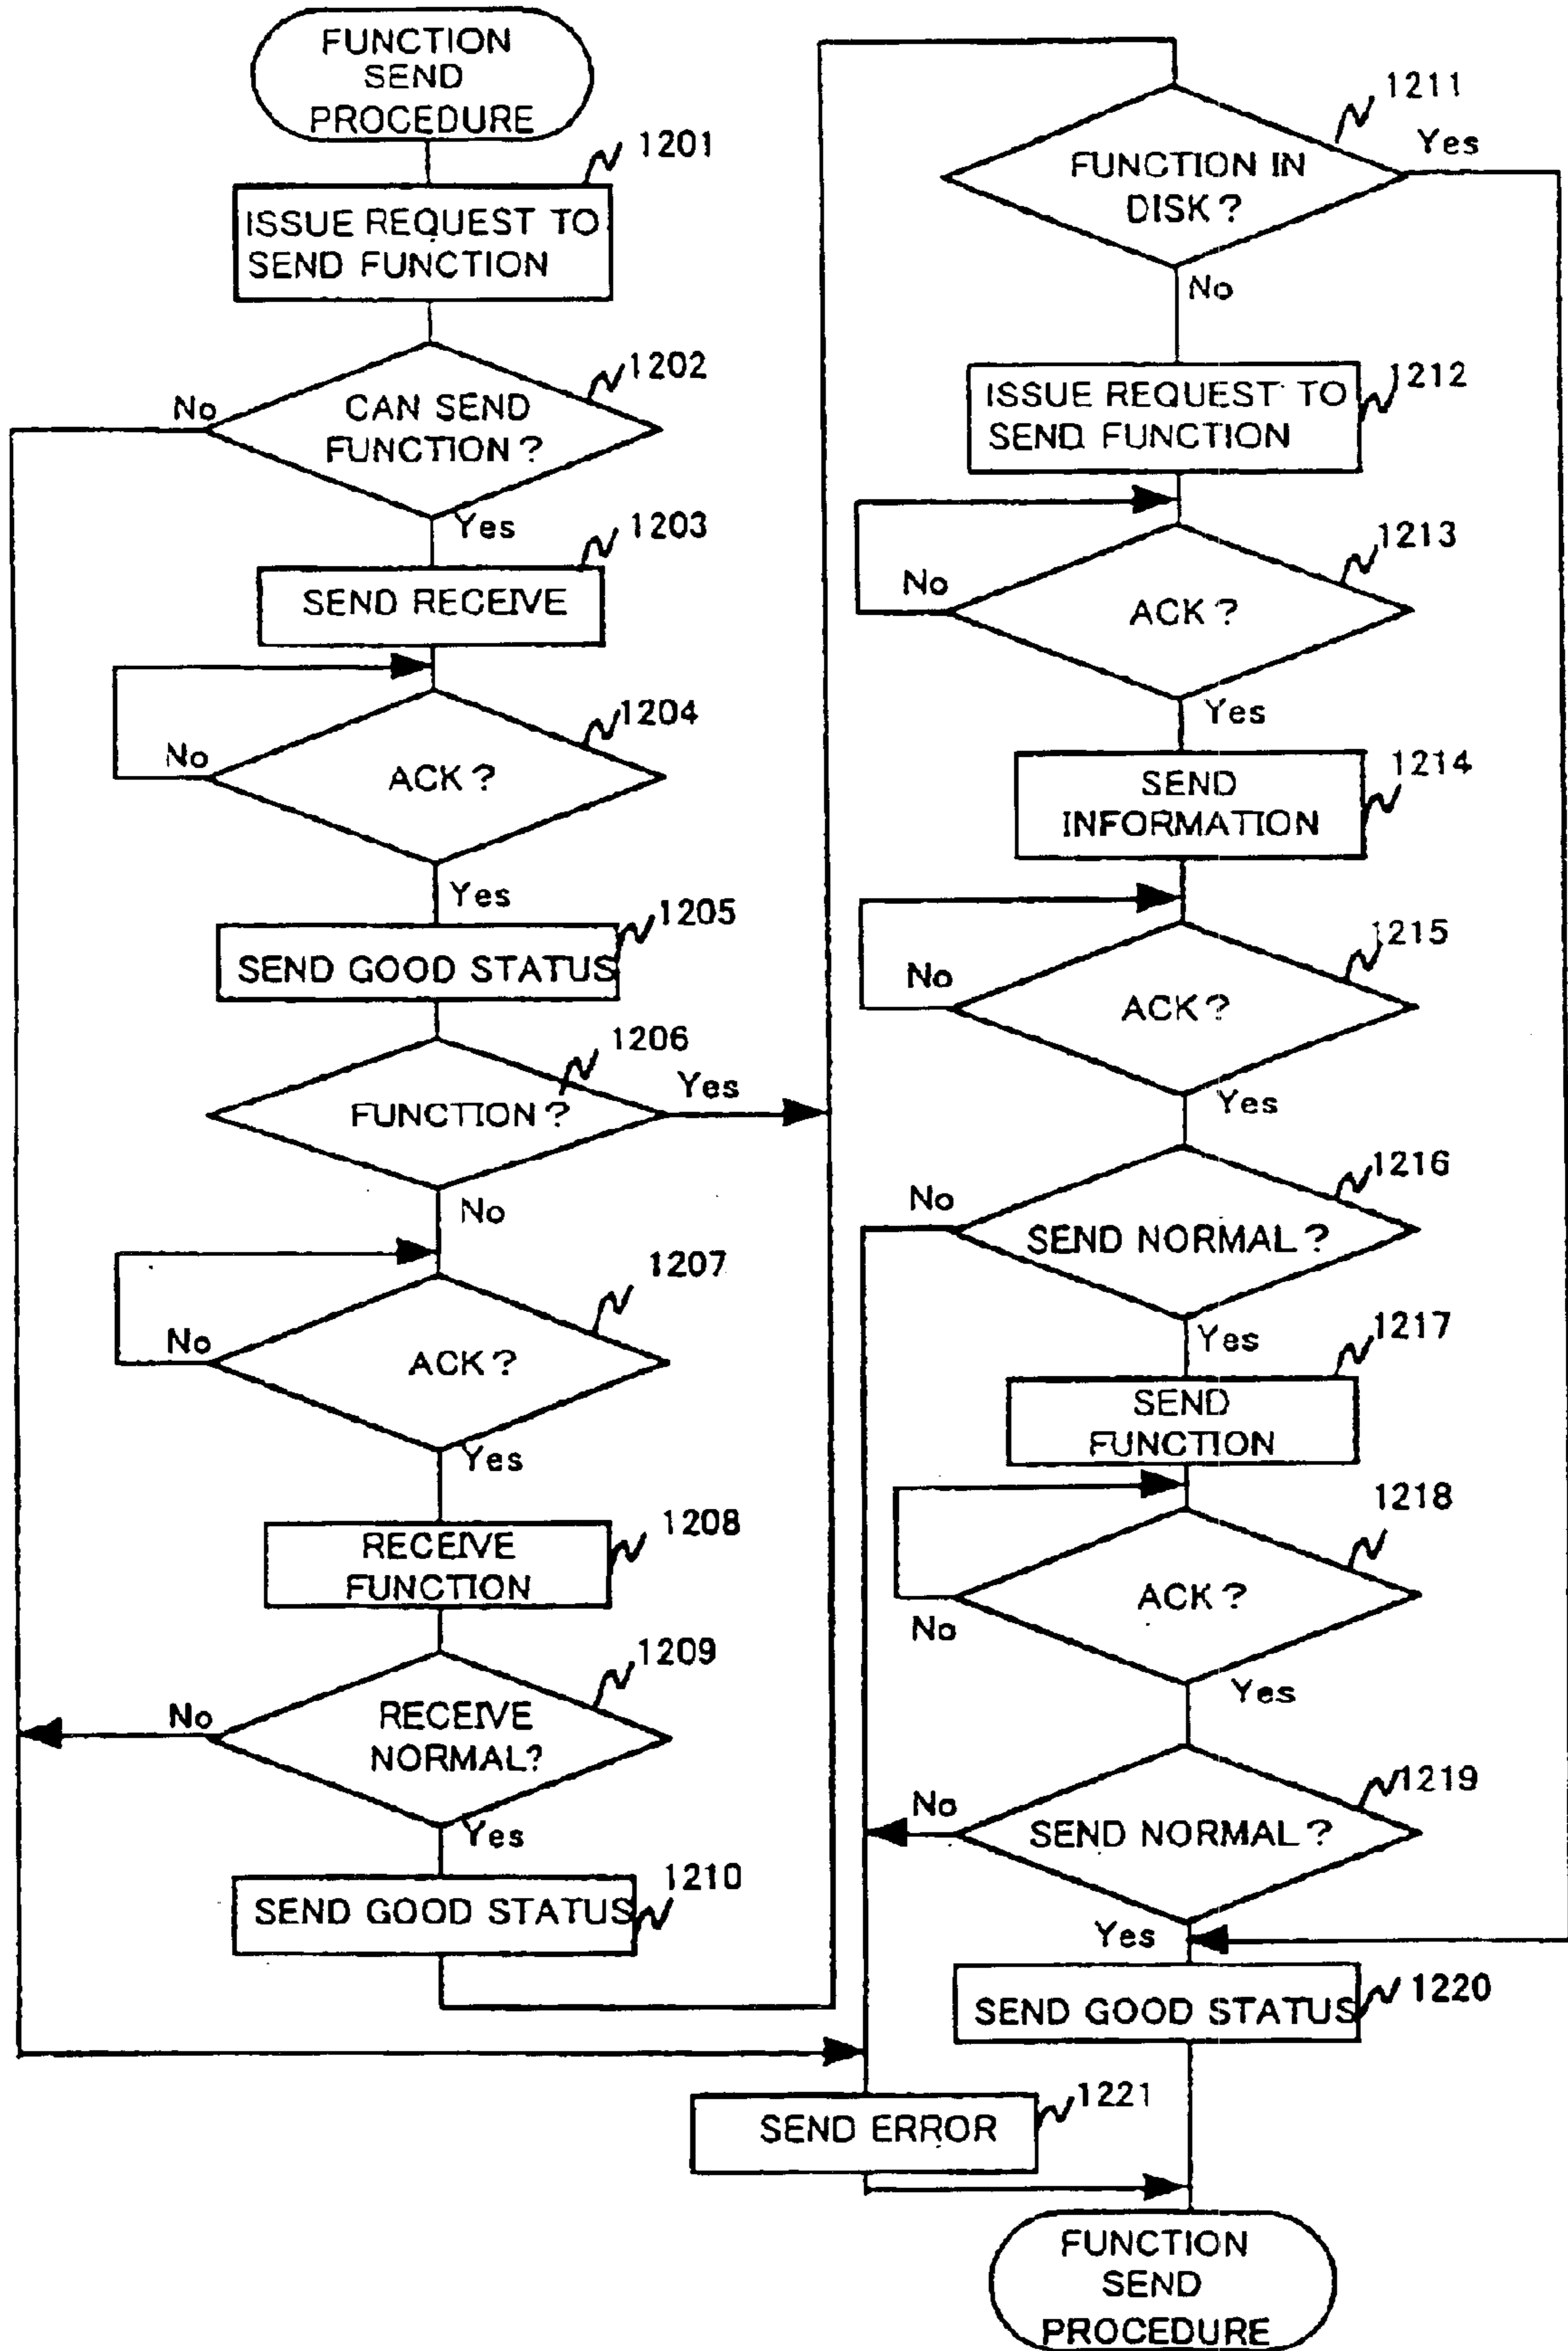 FUNCTION
SEND
PROCEDURE
1201
ISSUE REQUEST TO
SEND FUNCTION
1202
No
CAN SEND
FUNCTION?
Yes
1203
SEND RECEIVE
1204
No
ACK?
Yes
1205
SEND GOOD STATUS
1206
FUNCTION?
Yes
No
1207
No
ACK?
Yes
1208
RECEIVE
FUNCTION
1209
No
RECEIVE
NORMAL?
Yes
1210
SEND GOOD STATUS
1211
Yes
FUNCTION IN
DISK?
No
1212
ISSUE REQUEST TO
SEND FUNCTION
1213
No
ACK?
Yes
1214
SEND
INFORMATION
1215
No
ACK?
Yes
1216
No
SEND NORMAL?
Yes
1217
SEND
FUNCTION
1218
ACK?
No
Yes
1219
No
SEND NORMAL?
Yes
1220
SEND GOOD STATUS
1221
SEND ERROR
FUNCTION
SEND
PROCEDURE